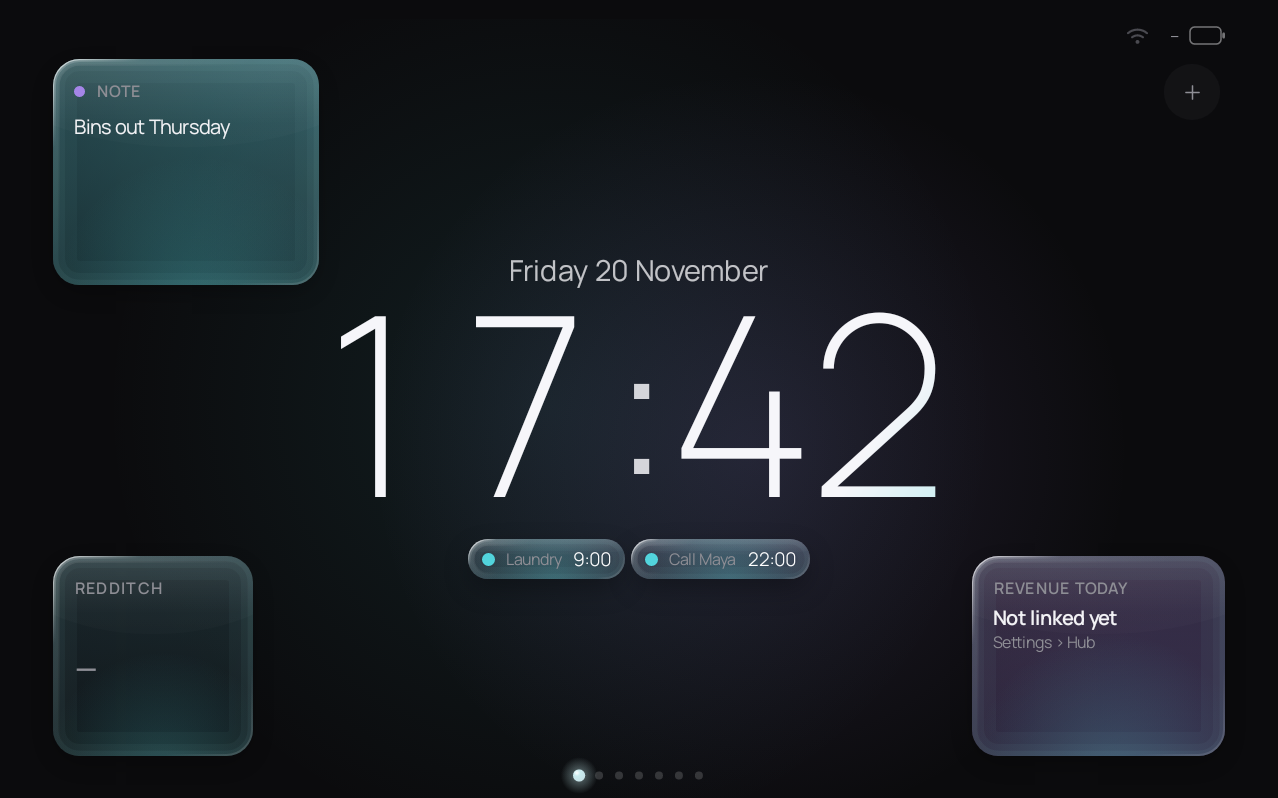 –
NOTE
Bins out Thursday
+
Friday 20 November
17:42
Laundry 9:00
Call Maya 22:00
REDDITCH
—
REVENUE TODAY
Not linked yet
Settings › Hub